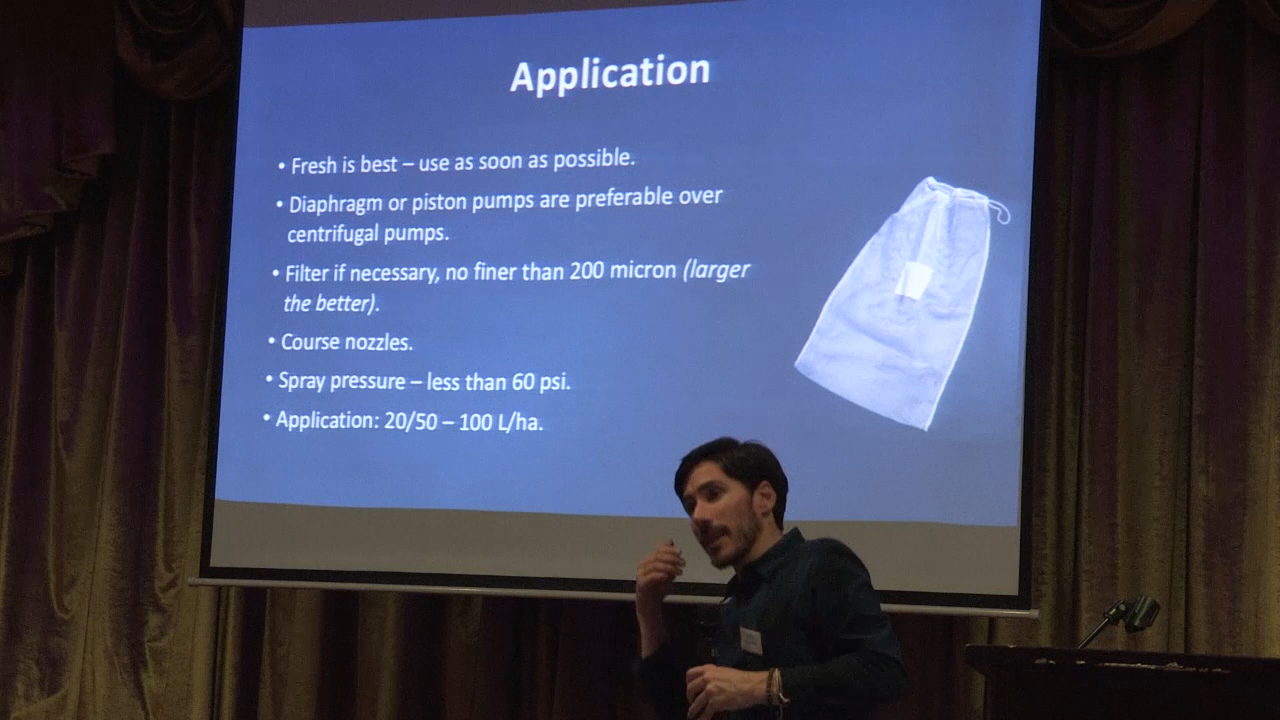 Application
• Fresh is best – use as soon as possible.
• Diaphragm or piston pumps are preferable over
centrifugal pumps.
• Filter if necessary, no finer than 200 micron (larger
the better).
• Course nozzles.
• Spray pressure – less than 60 psi.
• Application: 20/50 – 100 L/ha.